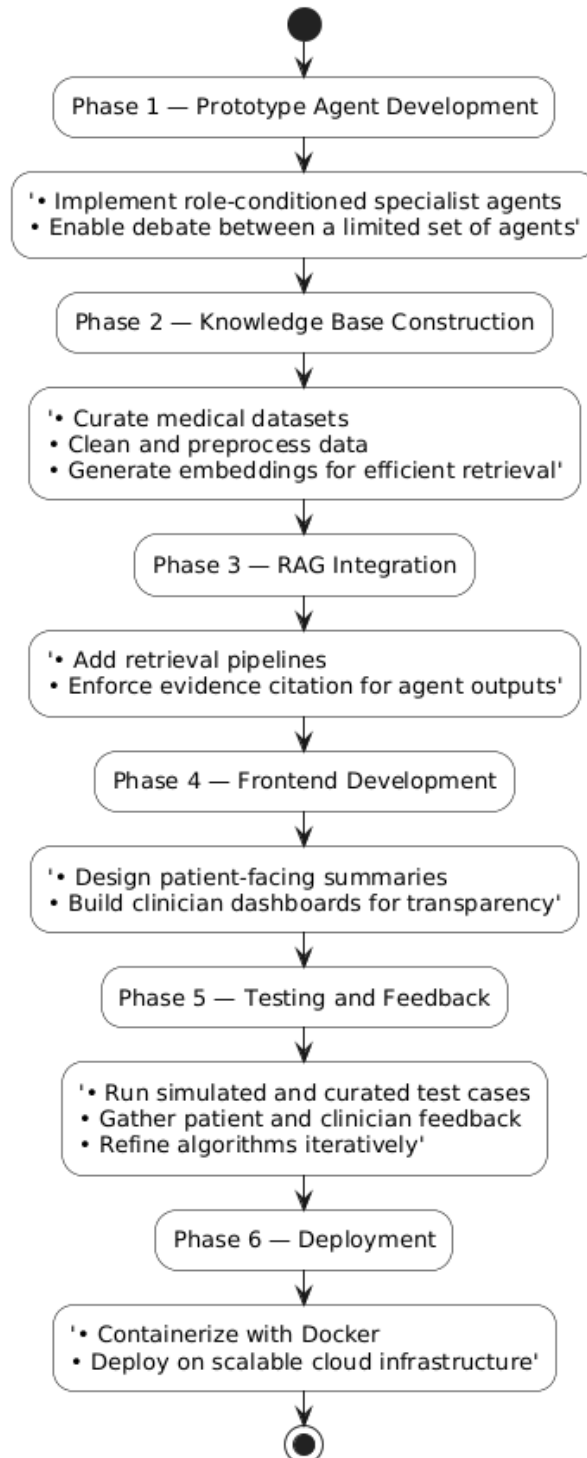 Phase 1 — Prototype Agent Development
'• Implement role-conditioned specialist agents
• Enable debate between a limited set of agents'
Phase 2 — Knowledge Base Construction
'• Curate medical datasets
• Clean and preprocess data
• Generate embeddings for efficient retrieval'
Phase 3 — RAG Integration
'• Add retrieval pipelines
• Enforce evidence citation for agent outputs'
Phase 4 — Frontend Development
'• Design patient-facing summaries
• Build clinician dashboards for transparency'
Phase 5 — Testing and Feedback
'• Run simulated and curated test cases
• Gather patient and clinician feedback
• Refine algorithms iteratively'
Phase 6 — Deployment
'• Containerize with Docker
• Deploy on scalable cloud infrastructure'